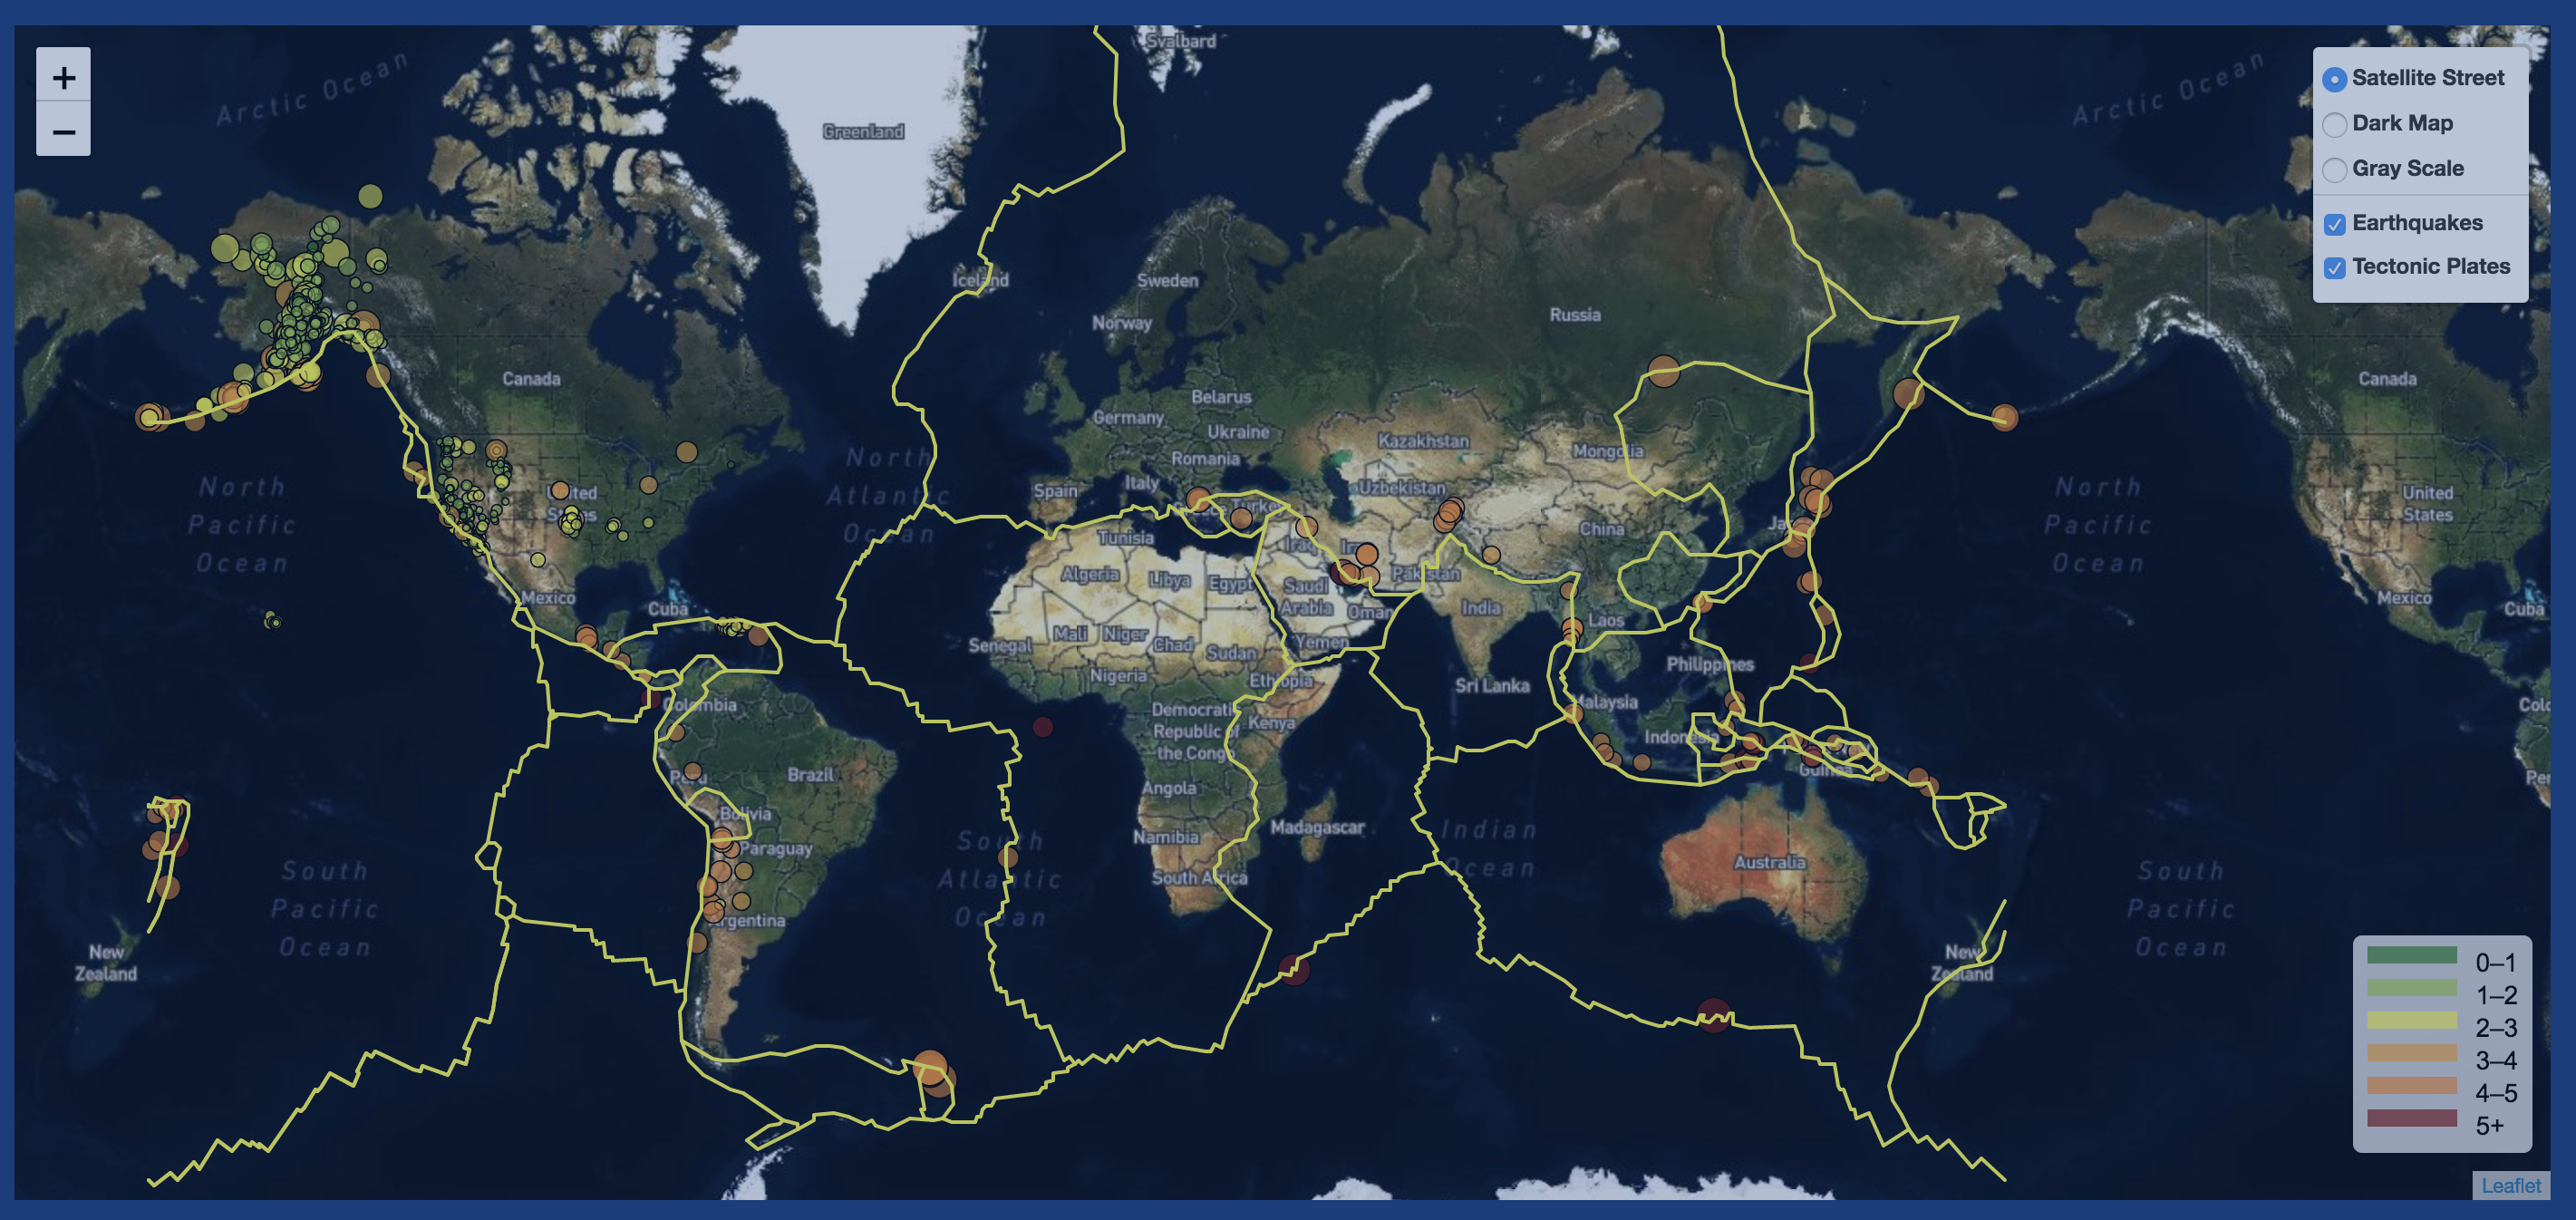 +
−
Arctic Ocean
Svalbard
Greenland
Arctic Ocean
Satellite Street
Dark Map
Gray Scale
Earthquakes
Tectonic Plates
Iceland
Sweden
Norway
Russia
Canada
Canada
Belarus
Germany
Ukraine
Romania
Kazakhstan
Mongolia
North
Pacific
Ocean
North
Atlantic
Ocean
Spain
Italy
Uzbekistan
United
States
China
Tunisia
Pakistan
North
Pacific
Ocean
United
States
Algeria
Libya
Egypt
Saudi
Arabia
Oman
India
Mexico
Cuba
Mexico
Cuba
Laos
Mali
Niger
Chad
Sudan
Yemen
Senegal
Nigeria
Ethiopia
Sri Lanka
Philippines
Malaysia
Colombia
Democratic
Republic of
the Congo
Kenya
Indonesia
Guinea
Peru
Brazil
Angola
Bolivia
Paraguay
Namibia
Madagascar
South
Atlantic
Ocean
Indian
Ocean
Australia
South Africa
South
Pacific
Ocean
South
Pacific
Ocean
Argentina
New
Zealand
New
Zealand
0–1
1–2
2–3
3–4
4–5
5+
Leaflet